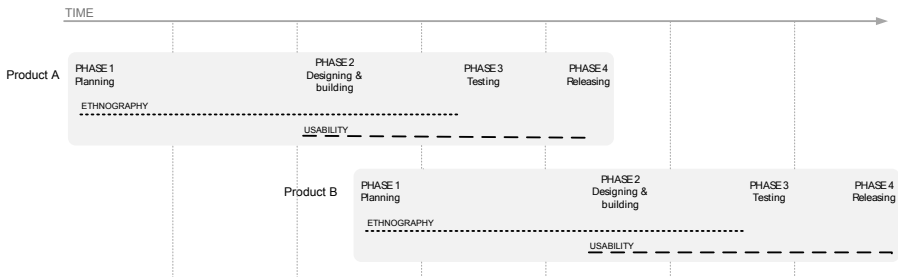 TIME
Product A
PHASE 1
Planning
PHASE 2
Designing &
building
PHASE 3
Testing
PHASE 4
Releasing
ETHNOGRAPHY
USABILITY
Product B
PHASE 1
Planning
PHASE 2
Designing &
building
PHASE 3
Testing
PHASE 4
Releasing
ETHNOGRAPHY
USABILITY